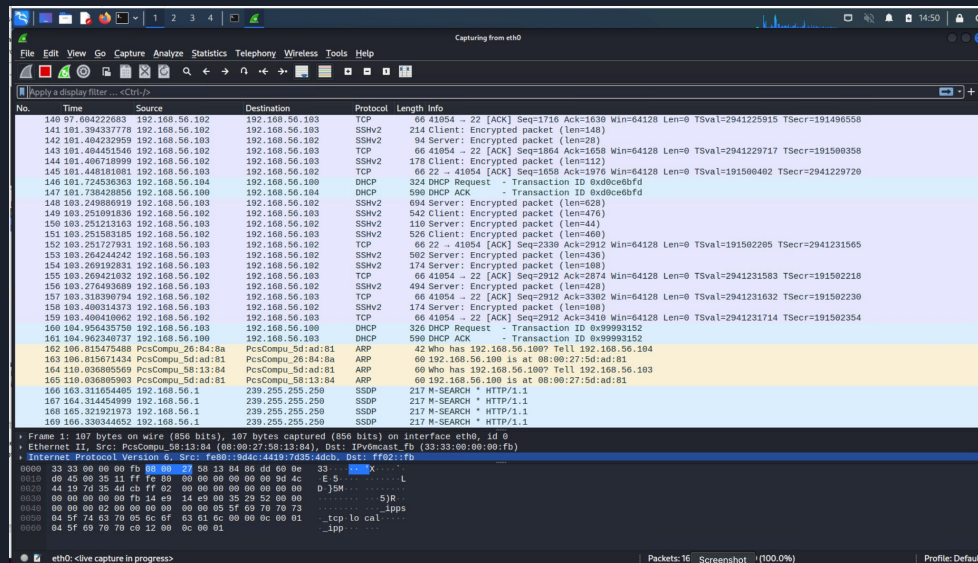 1 2 3 4 14:50
Capturing from eth0
File Edit View Go Capture Analyze Statistics Telephony Wireless Tools Help
Apply a display filter ... <Ctrl-/>
No. Time Source Destination Protocol Length Info
140 97.604222683 192.168.56.102 192.168.56.103 TCP 66 41054 → 22 [ACK] Seq=1716 Ack=1630 Win=64128 Len=0 TSval=2941225915 TSecr=191496558
141 101.394337778 192.168.56.102 192.168.56.103 SSHv2 214 Client: Encrypted packet (len=148)
142 101.404232959 192.168.56.103 192.168.56.102 SSHv2 94 Server: Encrypted packet (len=28)
143 101.404451546 192.168.56.102 192.168.56.103 TCP 66 41054 → 22 [ACK] Seq=1864 Ack=1658 Win=64128 Len=0 TSval=2941229717 TSecr=191500358
144 101.406718999 192.168.56.102 192.168.56.103 SSHv2 178 Client: Encrypted packet (len=112)
145 101.448181081 192.168.56.103 192.168.56.102 TCP 66 22 → 41054 [ACK] Seq=1658 Ack=1976 Win=64128 Len=0 TSval=191500402 TSecr=2941229720
146 101.724536363 192.168.56.104 192.168.56.100 DHCP 324 DHCP Request - Transaction ID 0xd0ce6bfd
147 101.738428856 192.168.56.100 192.168.56.104 DHCP 590 DHCP ACK - Transaction ID 0xd0ce6bfd
148 103.249886919 192.168.56.103 192.168.56.102 SSHv2 694 Server: Encrypted packet (len=628)
149 103.251091836 192.168.56.102 192.168.56.103 SSHv2 542 Client: Encrypted packet (len=476)
150 103.251213163 192.168.56.103 192.168.56.102 SSHv2 110 Server: Encrypted packet (len=44)
151 103.251583185 192.168.56.102 192.168.56.103 SSHv2 526 Client: Encrypted packet (len=460)
152 103.251727931 192.168.56.103 192.168.56.102 TCP 66 22 → 41054 [ACK] Seq=2330 Ack=2912 Win=64128 Len=0 TSval=191502205 TSecr=2941231565
153 103.264244242 192.168.56.103 192.168.56.102 SSHv2 502 Server: Encrypted packet (len=436)
154 103.269192831 192.168.56.103 192.168.56.102 SSHv2 174 Server: Encrypted packet (len=108)
155 103.269421032 192.168.56.102 192.168.56.103 TCP 66 41054 → 22 [ACK] Seq=2912 Ack=2874 Win=64128 Len=0 TSval=2941231583 TSecr=191502218
156 103.276493689 192.168.56.103 192.168.56.102 SSHv2 494 Server: Encrypted packet (len=428)
157 103.318390794 192.168.56.102 192.168.56.103 TCP 66 41054 → 22 [ACK] Seq=2912 Ack=3302 Win=64128 Len=0 TSval=2941231632 TSecr=191502230
158 103.400314373 192.168.56.103 192.168.56.102 SSHv2 174 Server: Encrypted packet (len=108)
159 103.400410062 192.168.56.102 192.168.56.103 TCP 66 41054 → 22 [ACK] Seq=2912 Ack=3410 Win=64128 Len=0 TSval=2941231714 TSecr=191502354
160 104.956435750 192.168.56.103 192.168.56.100 DHCP 326 DHCP Request - Transaction ID 0x99993152
161 104.962340737 192.168.56.100 192.168.56.103 DHCP 590 DHCP ACK - Transaction ID 0x99993152
162 106.815475488 PcsCompu_26:84:8a PcsCompu_5d:ad:81 ARP 42 Who has 192.168.56.100? Tell 192.168.56.104
163 106.815671434 PcsCompu_5d:ad:81 PcsCompu_26:84:8a ARP 60 192.168.56.100 is at 08:00:27:5d:ad:81
164 110.036805569 PcsCompu_58:13:84 PcsCompu_5d:ad:81 ARP 60 Who has 192.168.56.100? Tell 192.168.56.103
165 110.036805903 PcsCompu_5d:ad:81 PcsCompu_58:13:84 ARP 60 192.168.56.100 is at 08:00:27:5d:ad:81
166 163.311654405 192.168.56.1 239.255.255.250 SSDP 217 M-SEARCH * HTTP/1.1
167 164.314454999 192.168.56.1 239.255.255.250 SSDP 217 M-SEARCH * HTTP/1.1
168 165.321921973 192.168.56.1 239.255.255.250 SSDP 217 M-SEARCH * HTTP/1.1
169 166.330344652 192.168.56.1 239.255.255.250 SSDP 217 M-SEARCH * HTTP/1.1
Frame 1: 107 bytes on wire (856 bits), 107 bytes captured (856 bits) on interface eth0, id 0
Ethernet II, Src: PcsCompu_58:13:84 (08:00:27:58:13:84), Dst: IPv6mcast_fb (33:33:00:00:00:fb)
Internet Protocol Version 6, Src: fe80::9d4c:4419:7d35:4dcb, Dst: ff02::fb
0000 33 33 00 00 00 fb 08 00 27 58 13 84 86 dd 60 0e 33······ 'X····`·
0010 d0 45 00 35 11 ff fe 80 00 00 00 00 00 00 9d 4c ·E·5···· ·······L
0020 44 19 7d 35 4d cb ff 02 00 00 00 00 00 00 00 00 D·}5M··· ········
0030 00 00 00 00 00 fb 14 e9 14 e9 00 35 29 52 00 00 ········ ···5)R··
0040 00 00 00 02 00 00 00 00 00 00 05 5f 69 70 70 73 ········ ···_ipps
0050 04 5f 74 63 70 05 6c 6f 63 61 6c 00 00 0c 00 01 ·_tcp·lo cal·····
0060 04 5f 69 70 70 c0 12 00 0c 00 01 ·_ipp··· ···
eth0: <live capture in progress> Packets: 16 Screenshot (100.0%) Profile: Defaul